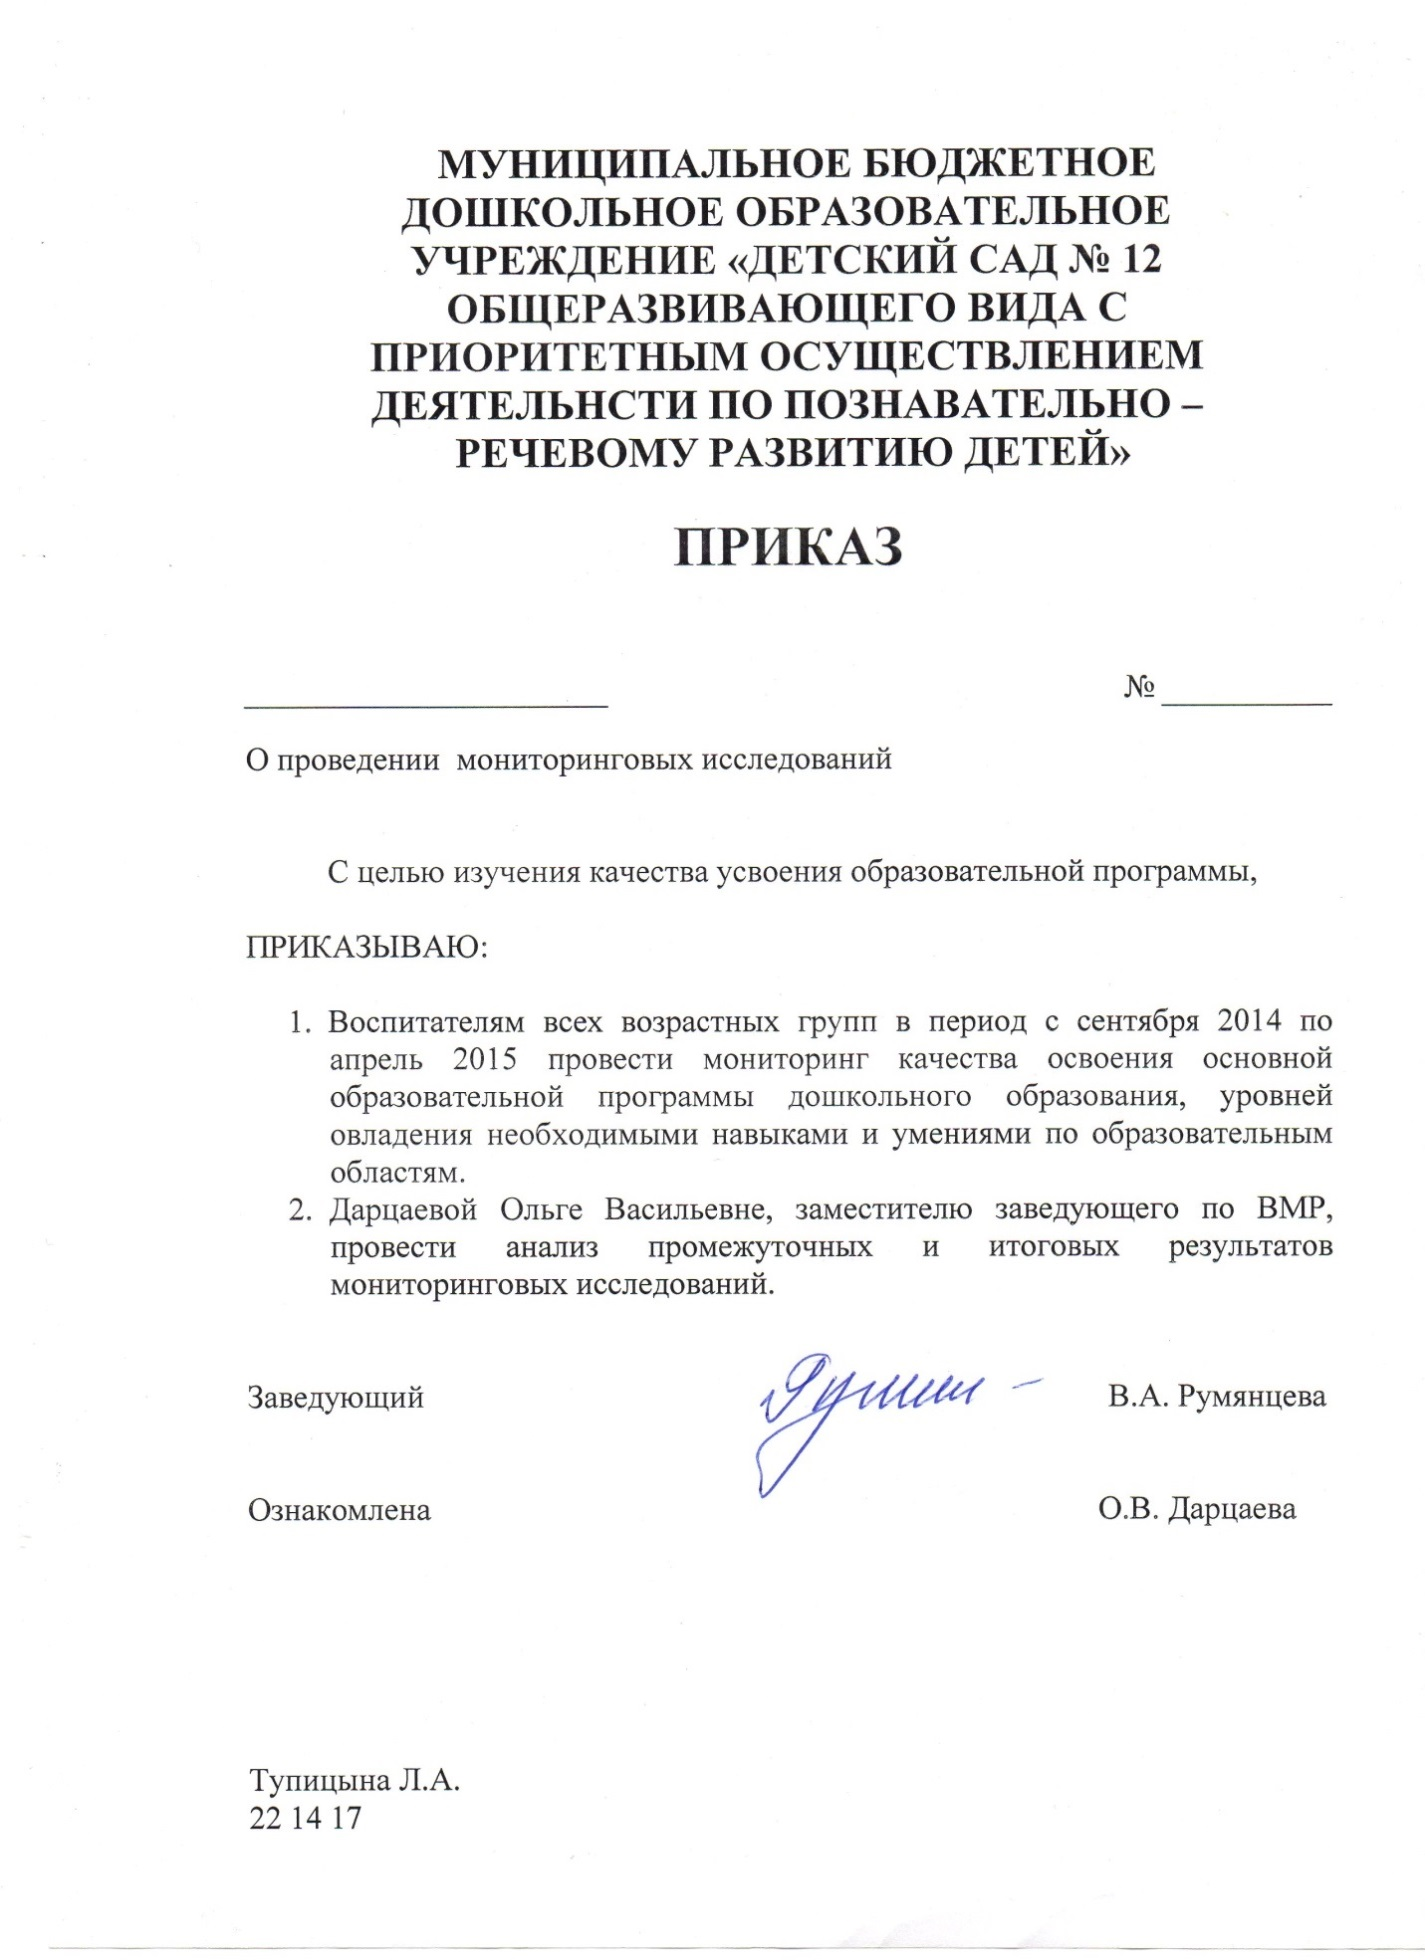 МУНИЦИПАЛЬНОЕ БЮДЖЕТНОЕ
ДОШКОЛЬНОЕ ОБРАЗОВАТЕЛЬНОЕ
УЧРЕЖДЕНИЕ «ДЕТСКИЙ САД № 12
ОБЩЕРАЗВИВАЮЩЕГО ВИДА С
ПРИОРИТЕТНЫМ ОСУЩЕСТВЛЕНИЕМ
ДЕЯТЕЛЬНСТИ ПО ПОЗНАВАТЕЛЬНО –
РЕЧЕВОМУ РАЗВИТИЮ ДЕТЕЙ»
ПРИКАЗ
______________________ № __________
О проведении мониторинговых исследований
С целью изучения качества усвоения образовательной программы,
ПРИКАЗЫВАЮ:
1. Воспитателям всех возрастных групп в период с сентября 2014 по
апрель 2015 провести мониторинг качества освоения основной
образовательной программы дошкольного образования, уровней
овладения необходимыми навыками и умениями по образовательным
областям.
2. Дарцаевой Ольге Васильевне, заместителю заведующего по ВМР,
провести анализ промежуточных и итоговых результатов
мониторинговых исследований.
Заведующий В.А. Румянцева
Ознакомлена О.В. Дарцаева
Тупицына Л.А.
22 14 17